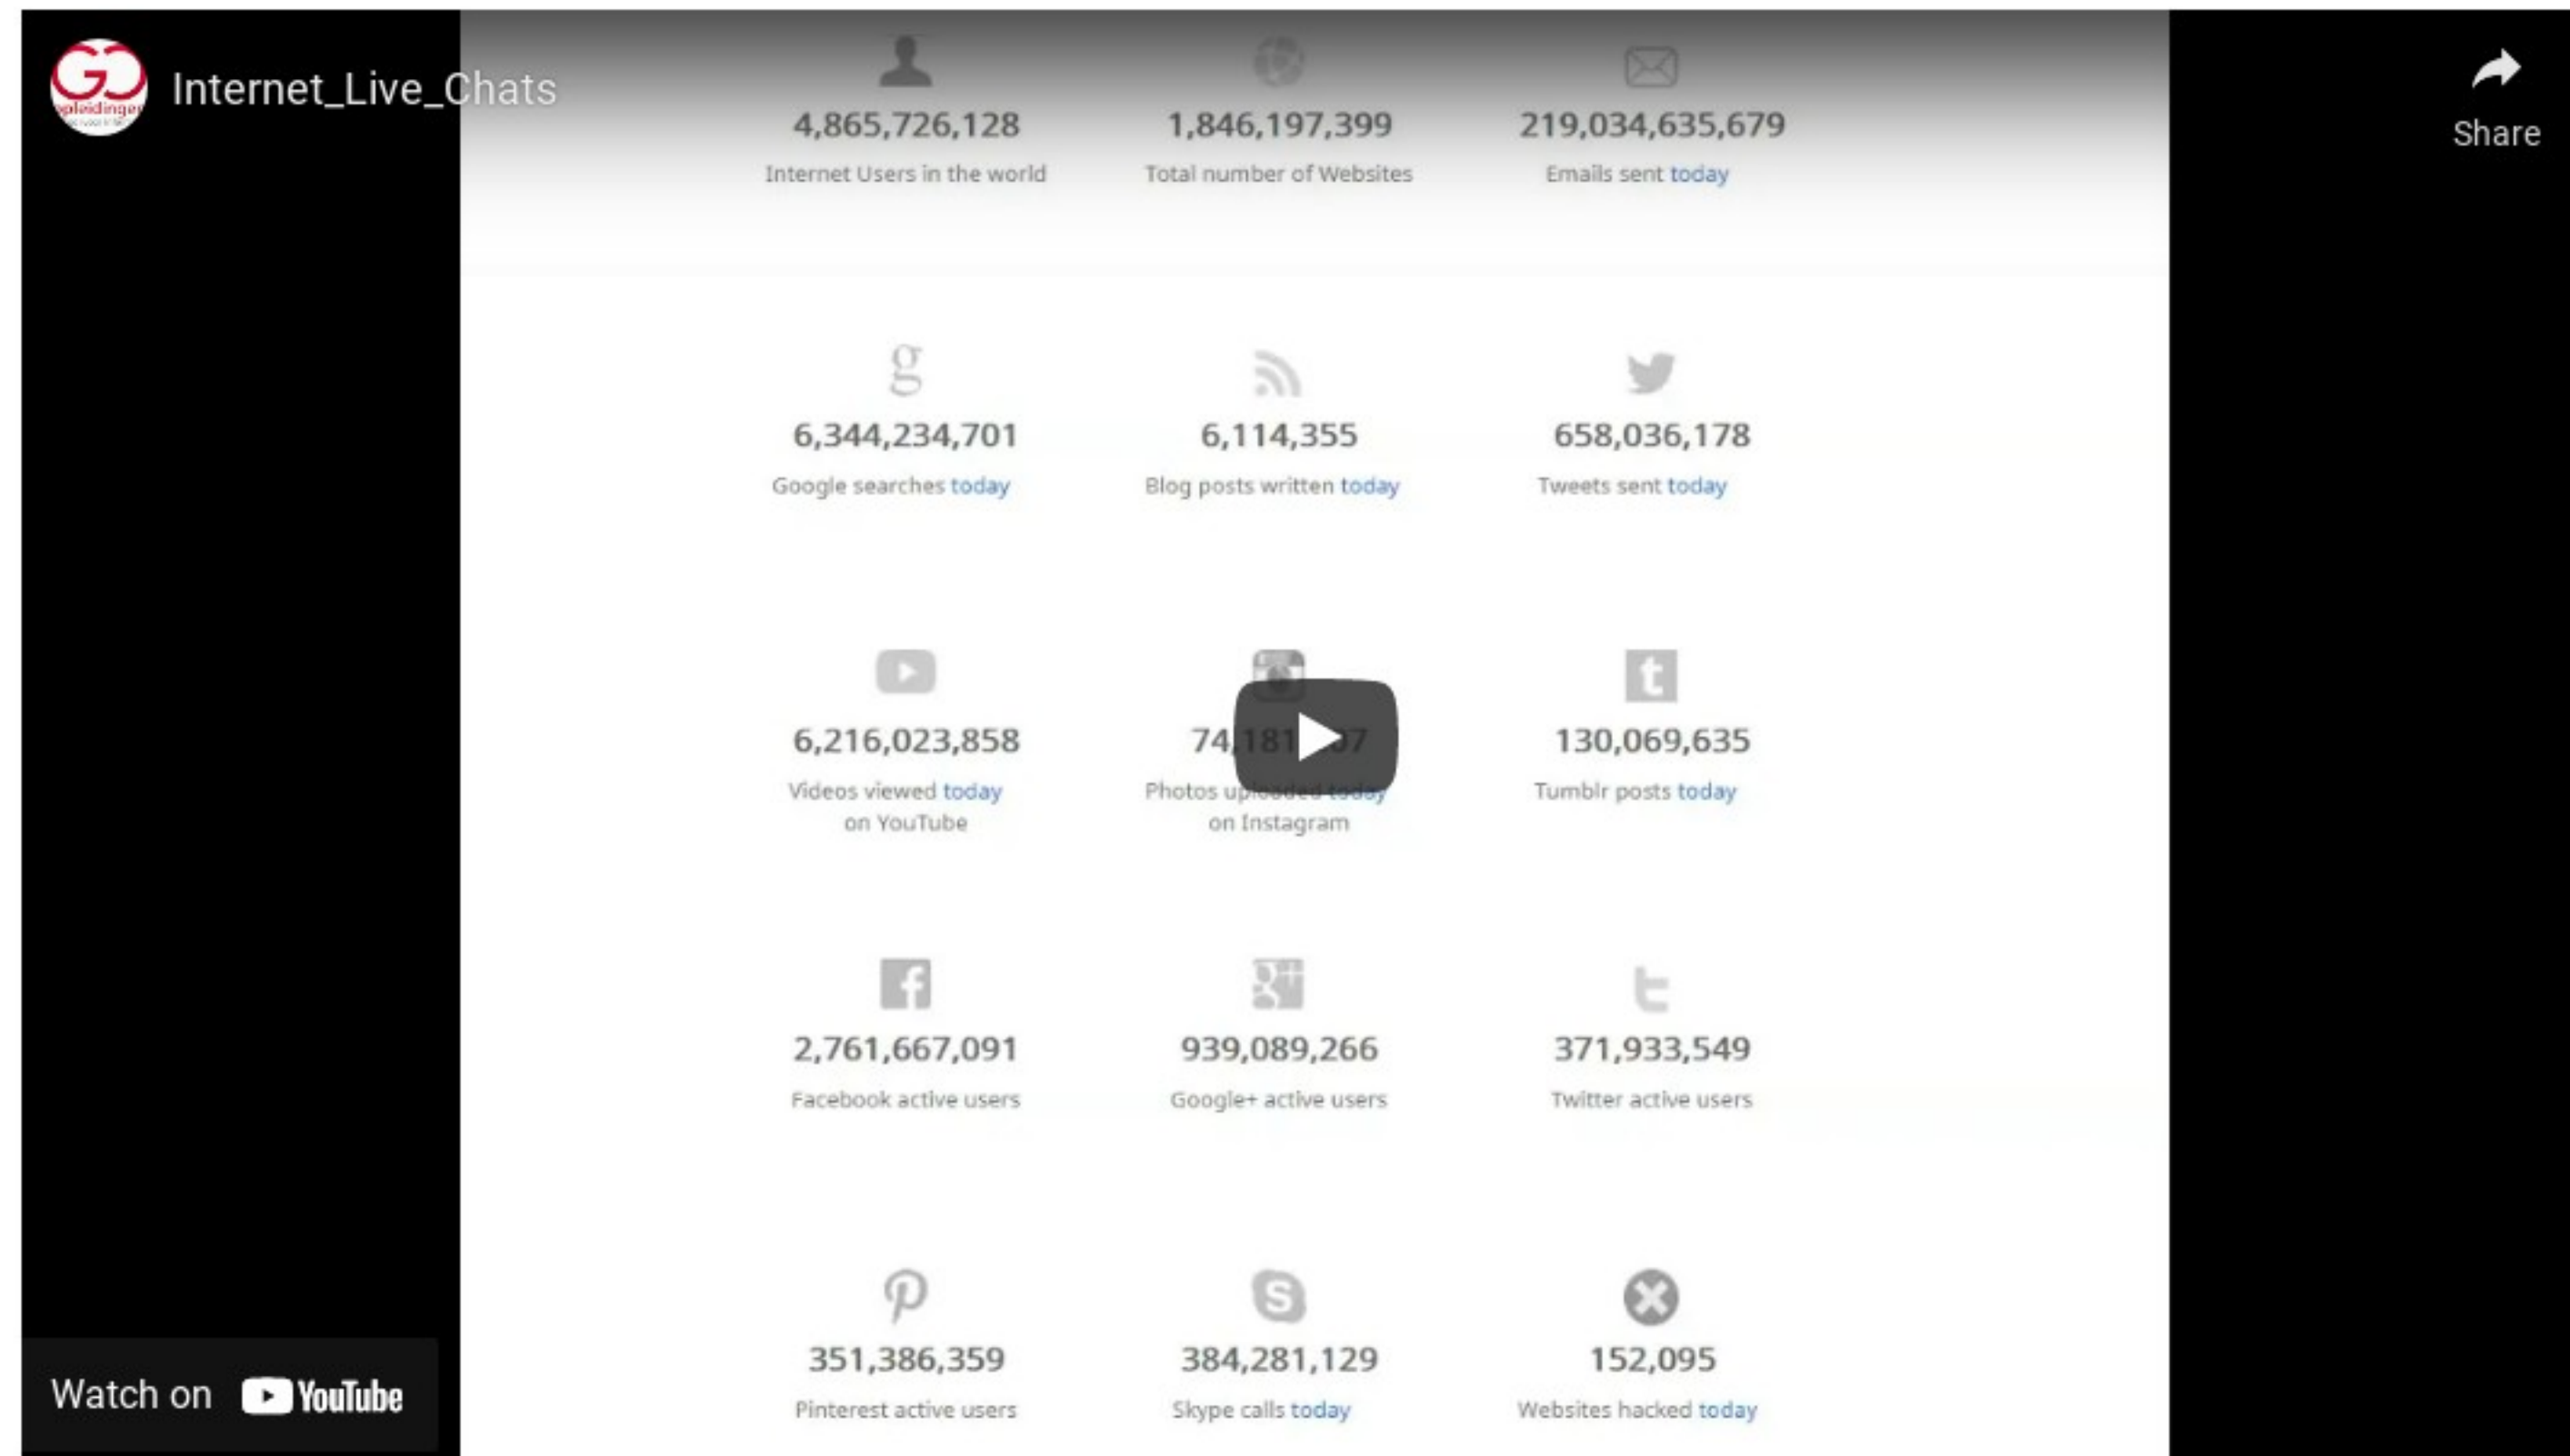 Internet_Live_Chats
Share
4,865,726,128 1,846,197,399 219,034,635,679
Internet Users in the world Total number of Websites Emails sent today
6,344,234,701 6,114,355 658,036,178
Google searches today Blog posts written today Tweets sent today
6,216,023,858 130,069,635
Videos viewed today Photos uploaded today Tumblr posts today
on YouTube on Instagram
2,761,667,091 939,089,266 371,933,549
Facebook active users Google+ active users Twitter active users
351,386,359 384,281,129 152,095
Pinterest active users Skype calls today Websites hacked today
Watch on YouTube